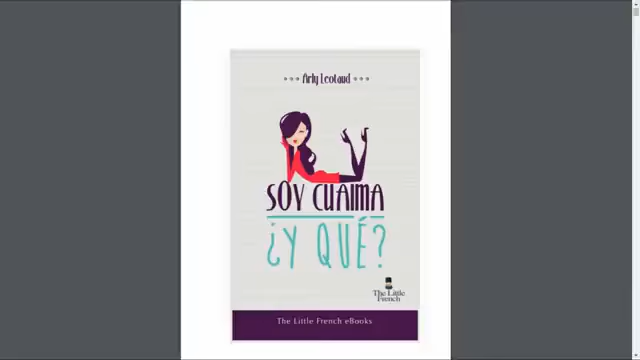 Arly Leotaud
SOY CUAIMA
¿Y QUÉ?
The Little
French
The Little French eBooks